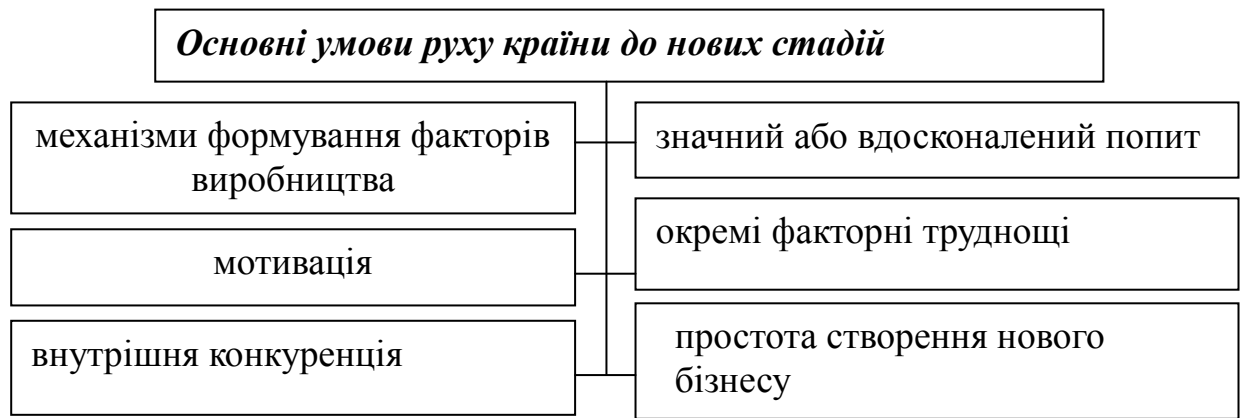 Основні умови руху країни до нових стадій
механізми формування факторів
виробництва
значний або вдосконалений попит
мотивація
окремі факторні труднощі
внутрішня конкуренція
простота створення нового
бізнесу